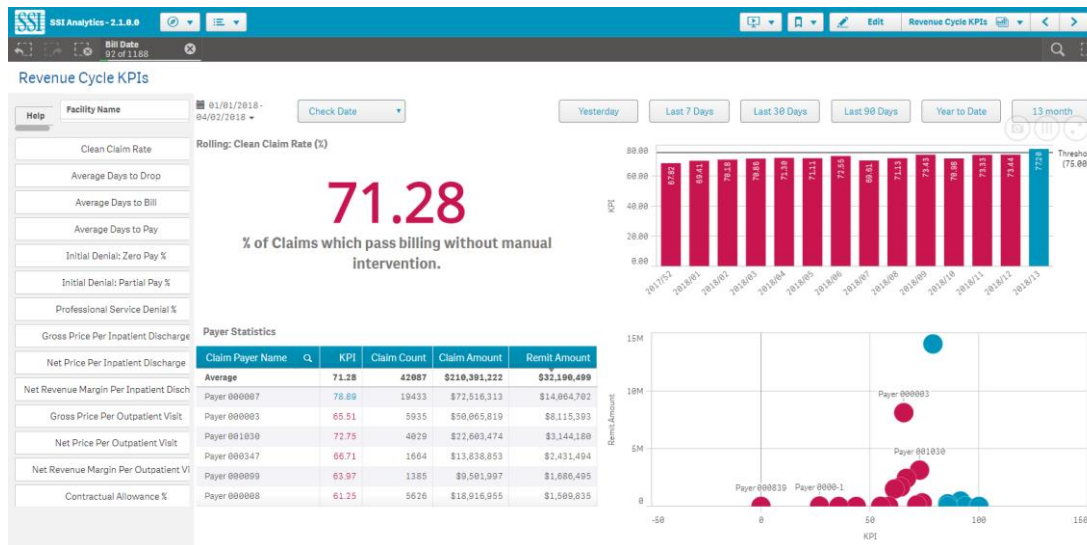 SSI SSI Analytics - 2.1.0.0 Edit Revenue Cycle KPIs
Bill Date
92 of 1188
Revenue Cycle KPIs
Help Facility Name
Clean Claim Rate
Average Days to Drop
Average Days to Bill
Average Days to Pay
Initial Denial: Zero Pay %
Initial Denial: Partial Pay %
Professional Service Denial %
Gross Price Per Inpatient Discharge
Net Price Per Inpatient Discharge
Net Revenue Margin Per Inpatient Disch
Gross Price Per Outpatient Visit
Net Price Per Outpatient Visit
Net Revenue Margin Per Outpatient Vi
Contractual Allowance %
01/01/2018 -
04/02/2018
Check Date
Yesterday Last 7 Days Last 30 Days Last 90 Days Year to Date 13 month
Rolling: Clean Claim Rate (%)
71.28
% of Claims which pass billing without manual
intervention.
80.00
60.00
40.00
20.00
0.00
KPI
67.82 69.41 70.18 70.88 71.30 71.11 72.55 69.61 71.13 73.43 70.98 73.33 73.44 77.20
Thresho
(75.00
2017/52 2018/01 2018/02 2018/03 2018/04 2018/05 2018/06 2018/07 2018/08 2018/09 2018/10 2018/11 2018/12 2018/13
Payer Statistics
Claim Payer Name KPI Claim Count Claim Amount Remit Amount
Average 71.28 42087 $210,391,222 $32,190,499
Payer 000007 78.89 19433 $72,516,313 $14,064,702
Payer 000003 65.51 5935 $50,065,819 $8,115,393
Payer 001030 72.75 4029 $22,603,474 $3,144,180
Payer 000347 66.71 1664 $13,838,853 $2,431,494
Payer 000099 63.97 1385 $9,501,997 $1,686,495
Payer 000008 61.25 5626 $18,916,955 $1,509,835
15M
10M
5M
0
Remit Amount
Payer 000003
Payer 001030
Payer 000839 Payer 0000-1
-50 0 50 100 150
KPI